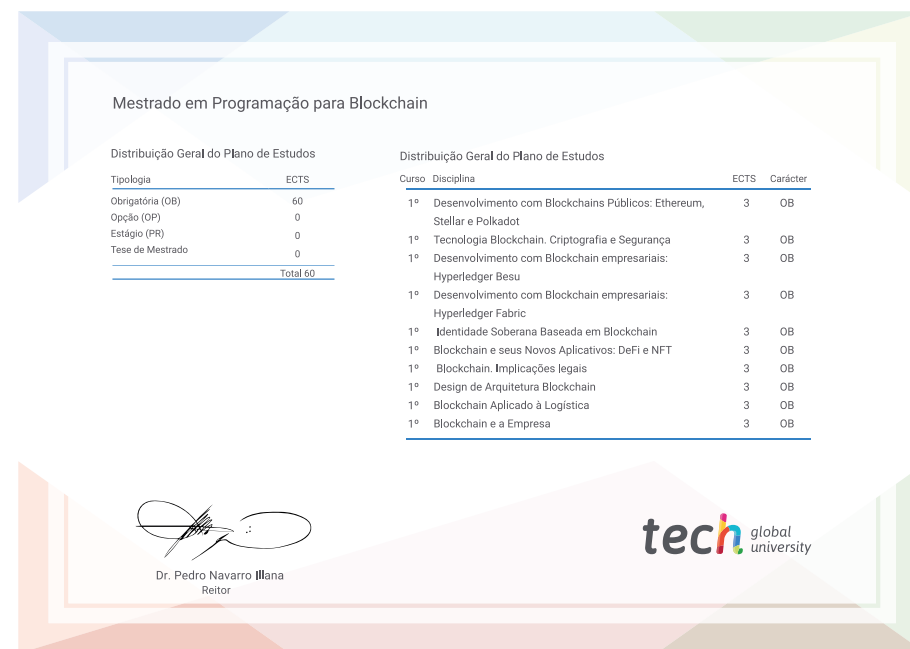 Mestrado em Programação para Blockchain
Distribuição Geral do Plano de Estudos
Tipologia ECTS
Obrigatória (OB) 60
Opção (OP) 0
Estágio (PR) 0
Tese de Mestrado 0
Total 60
Distribuição Geral do Plano de Estudos
Curso Disciplina ECTS Carácter
1º Desenvolvimento com Blockchains Públicos: Ethereum, 3 OB
Stellar e Polkadot
1º Tecnologia Blockchain. Criptografia e Segurança 3 OB
1º Desenvolvimento com Blockchain empresariais: 3 OB
Hyperledger Besu
1º Desenvolvimento com Blockchain empresariais: 3 OB
Hyperledger Fabric
1º Identidade Soberana Baseada em Blockchain 3 OB
1º Blockchain e seus Novos Aplicativos: DeFi e NFT 3 OB
1º Blockchain. Implicações legais 3 OB
1º Design de Arquitetura Blockchain 3 OB
1º Blockchain Aplicado à Logística 3 OB
1º Blockchain e a Empresa 3 OB
Dr. Pedro Navarro Illana
Reitor
tech global
university